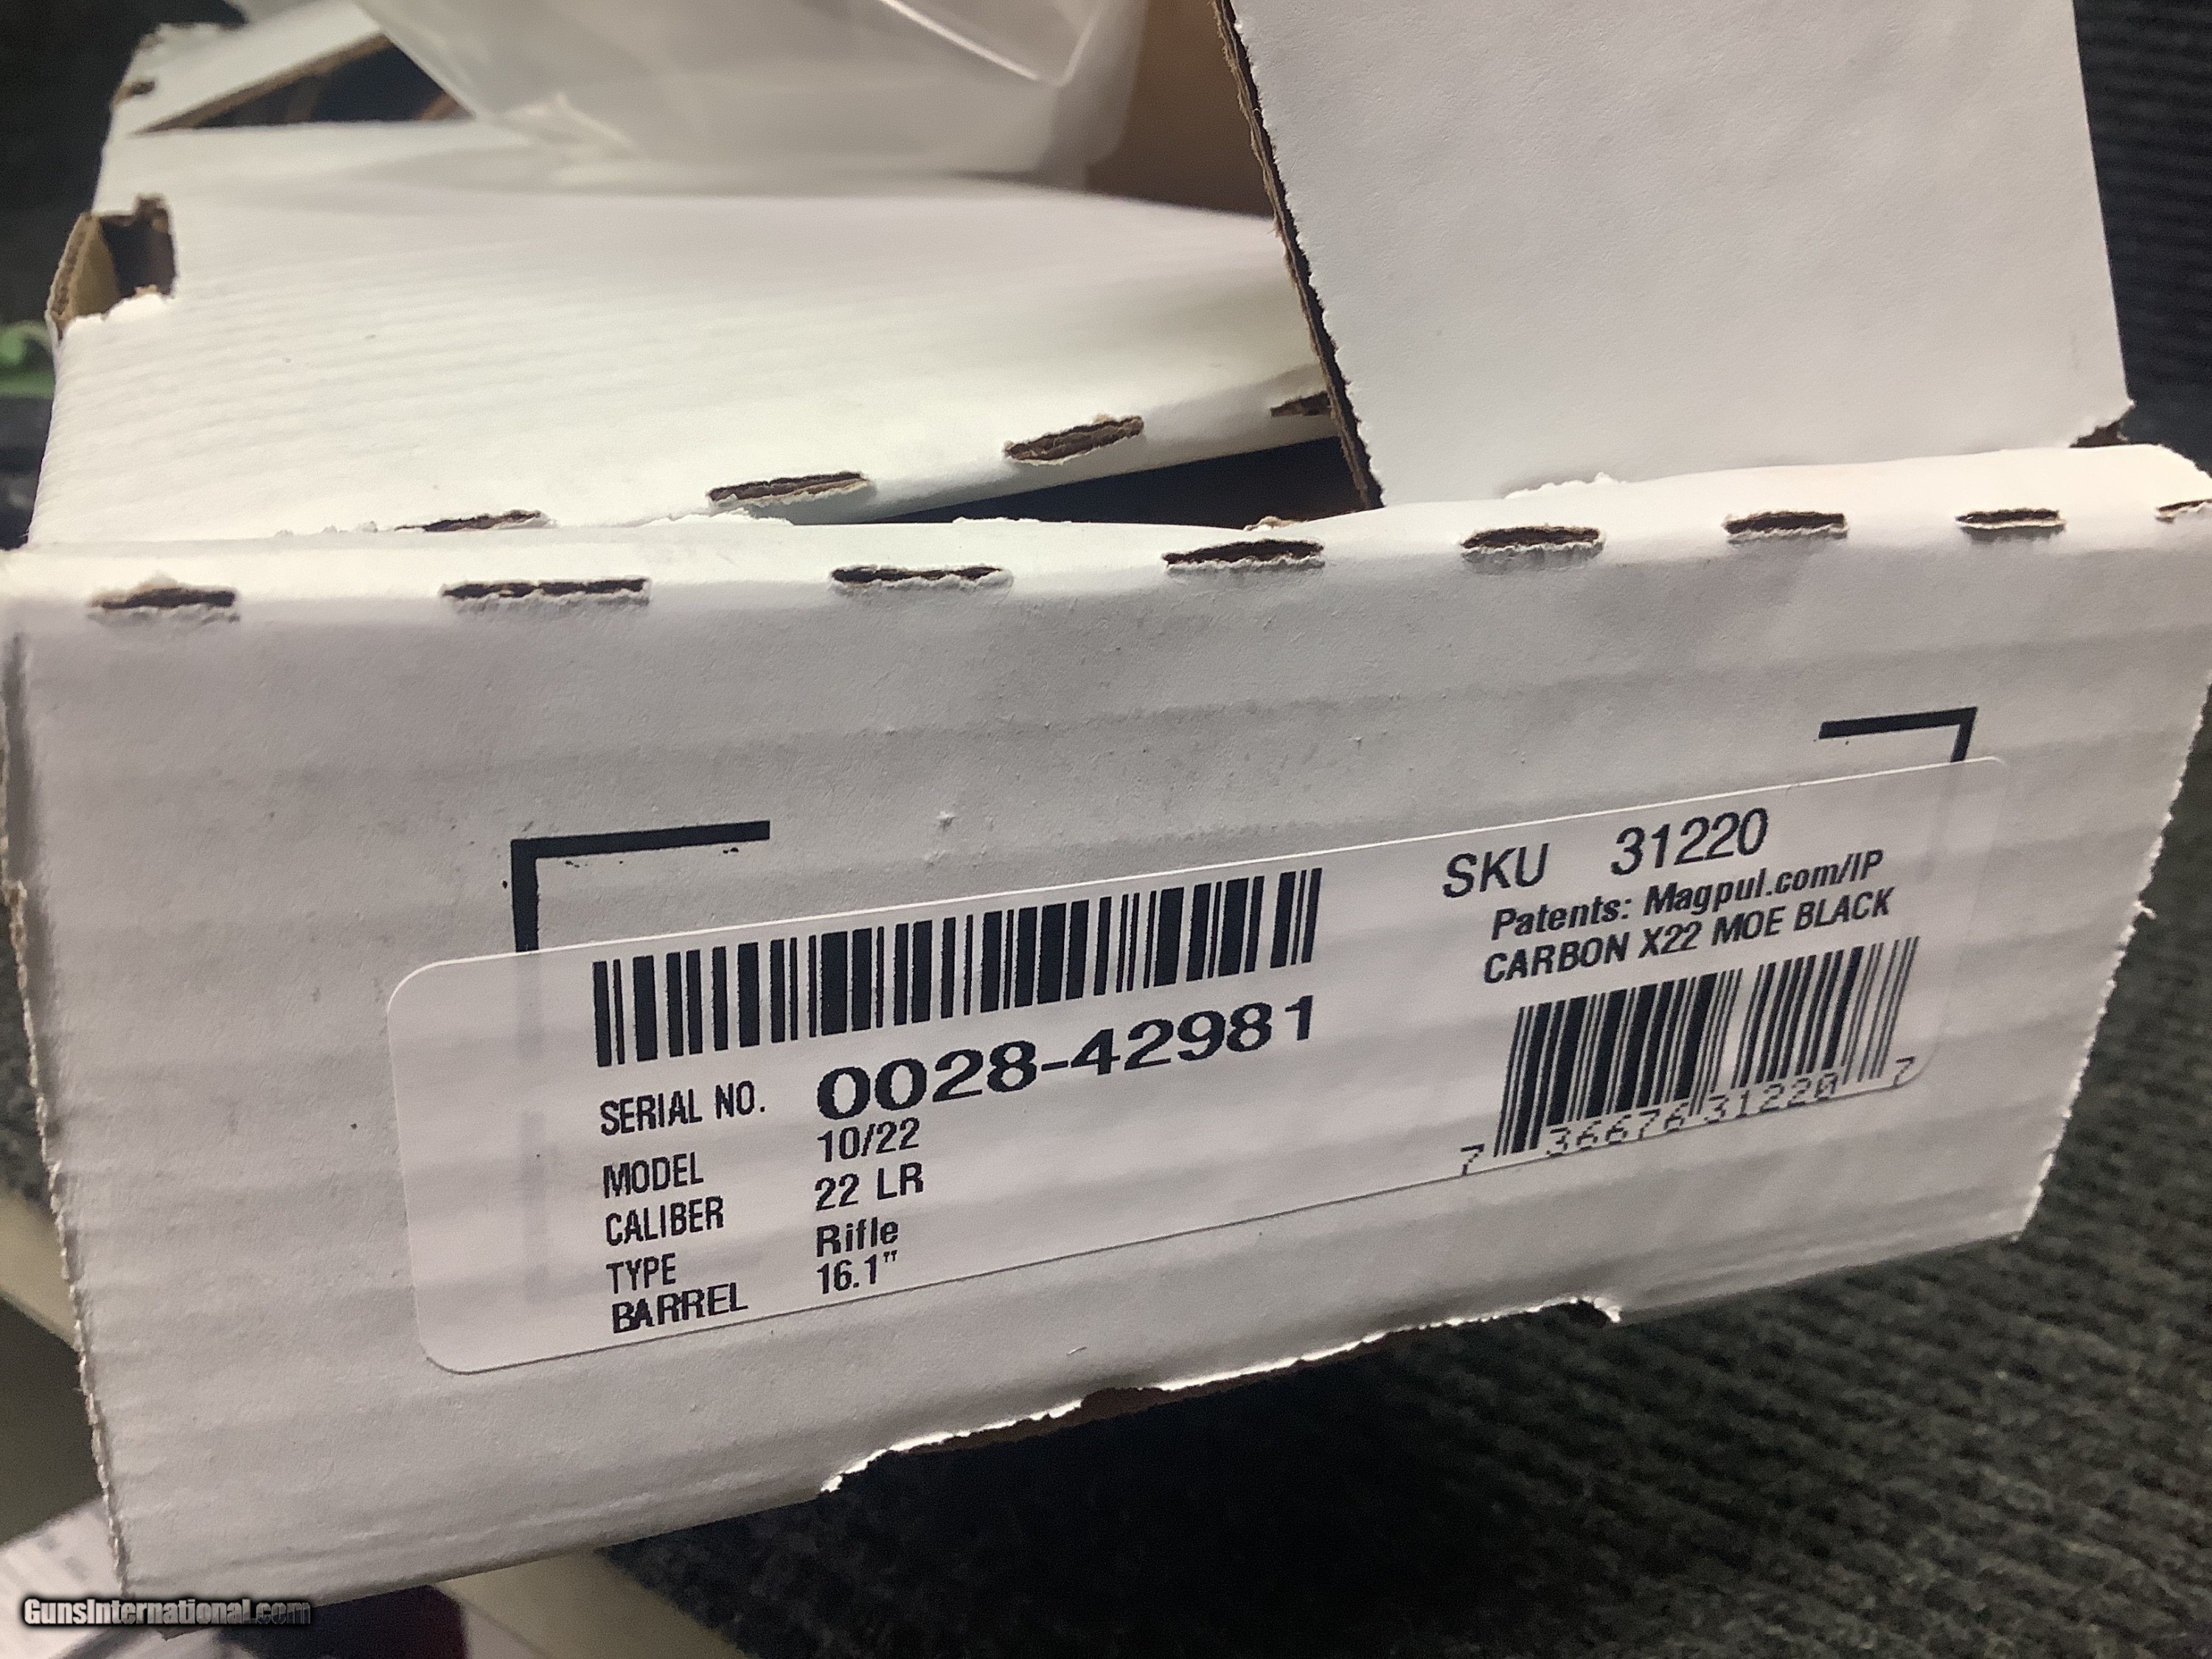 SERIAL NO. 0028-42981
MODEL 10/22
CALIBER 22 LR
TYPE Rifle
BARREL 16.1"
SKU 31220
Patents: Magpul.com/IP
CARBON X22 MOE BLACK
7 36676 31220 7
GunsInternational.com